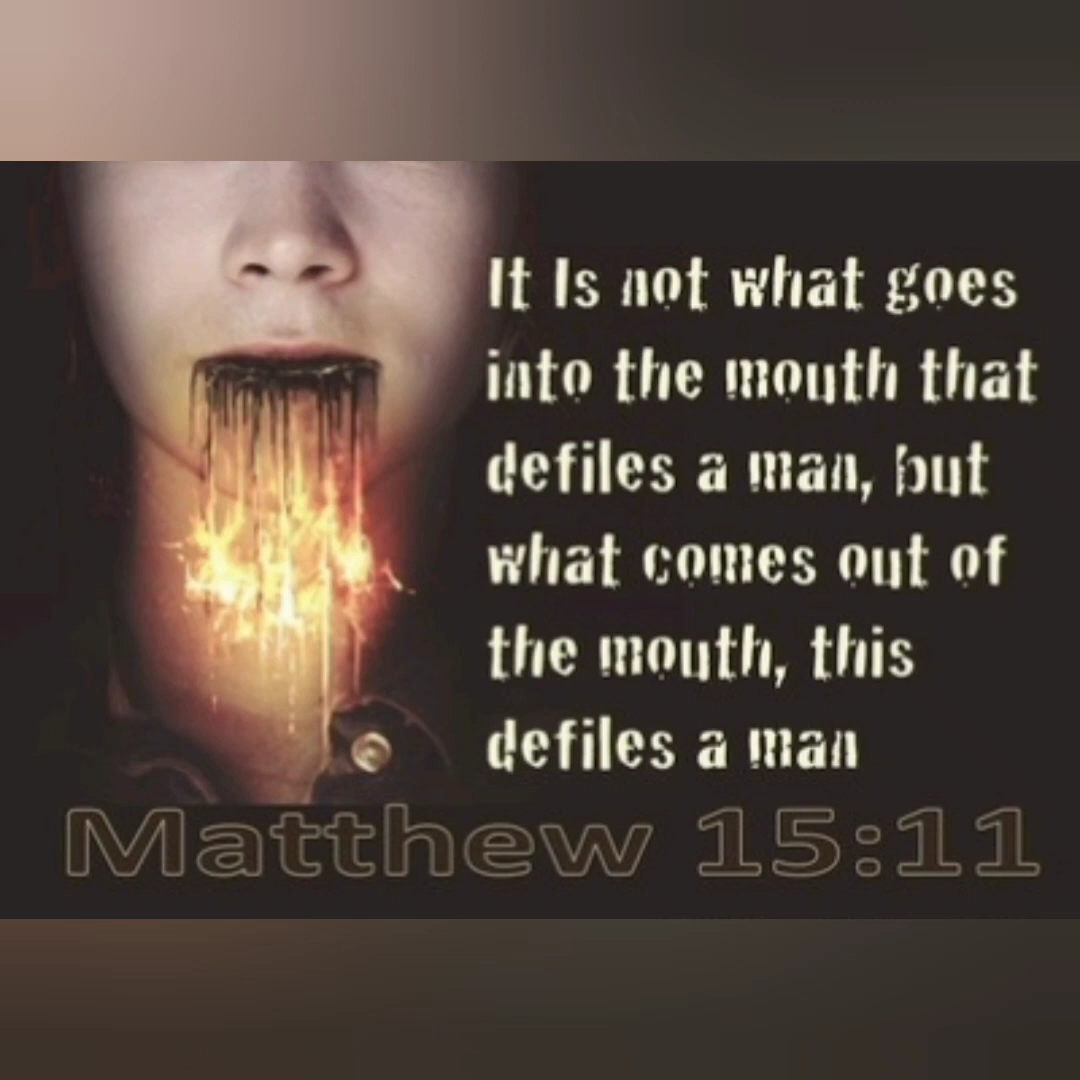 It Is not what goes
into the mouth that
defiles a man, but
what comes out of
the mouth, this
defiles a man
Matthew 15:11